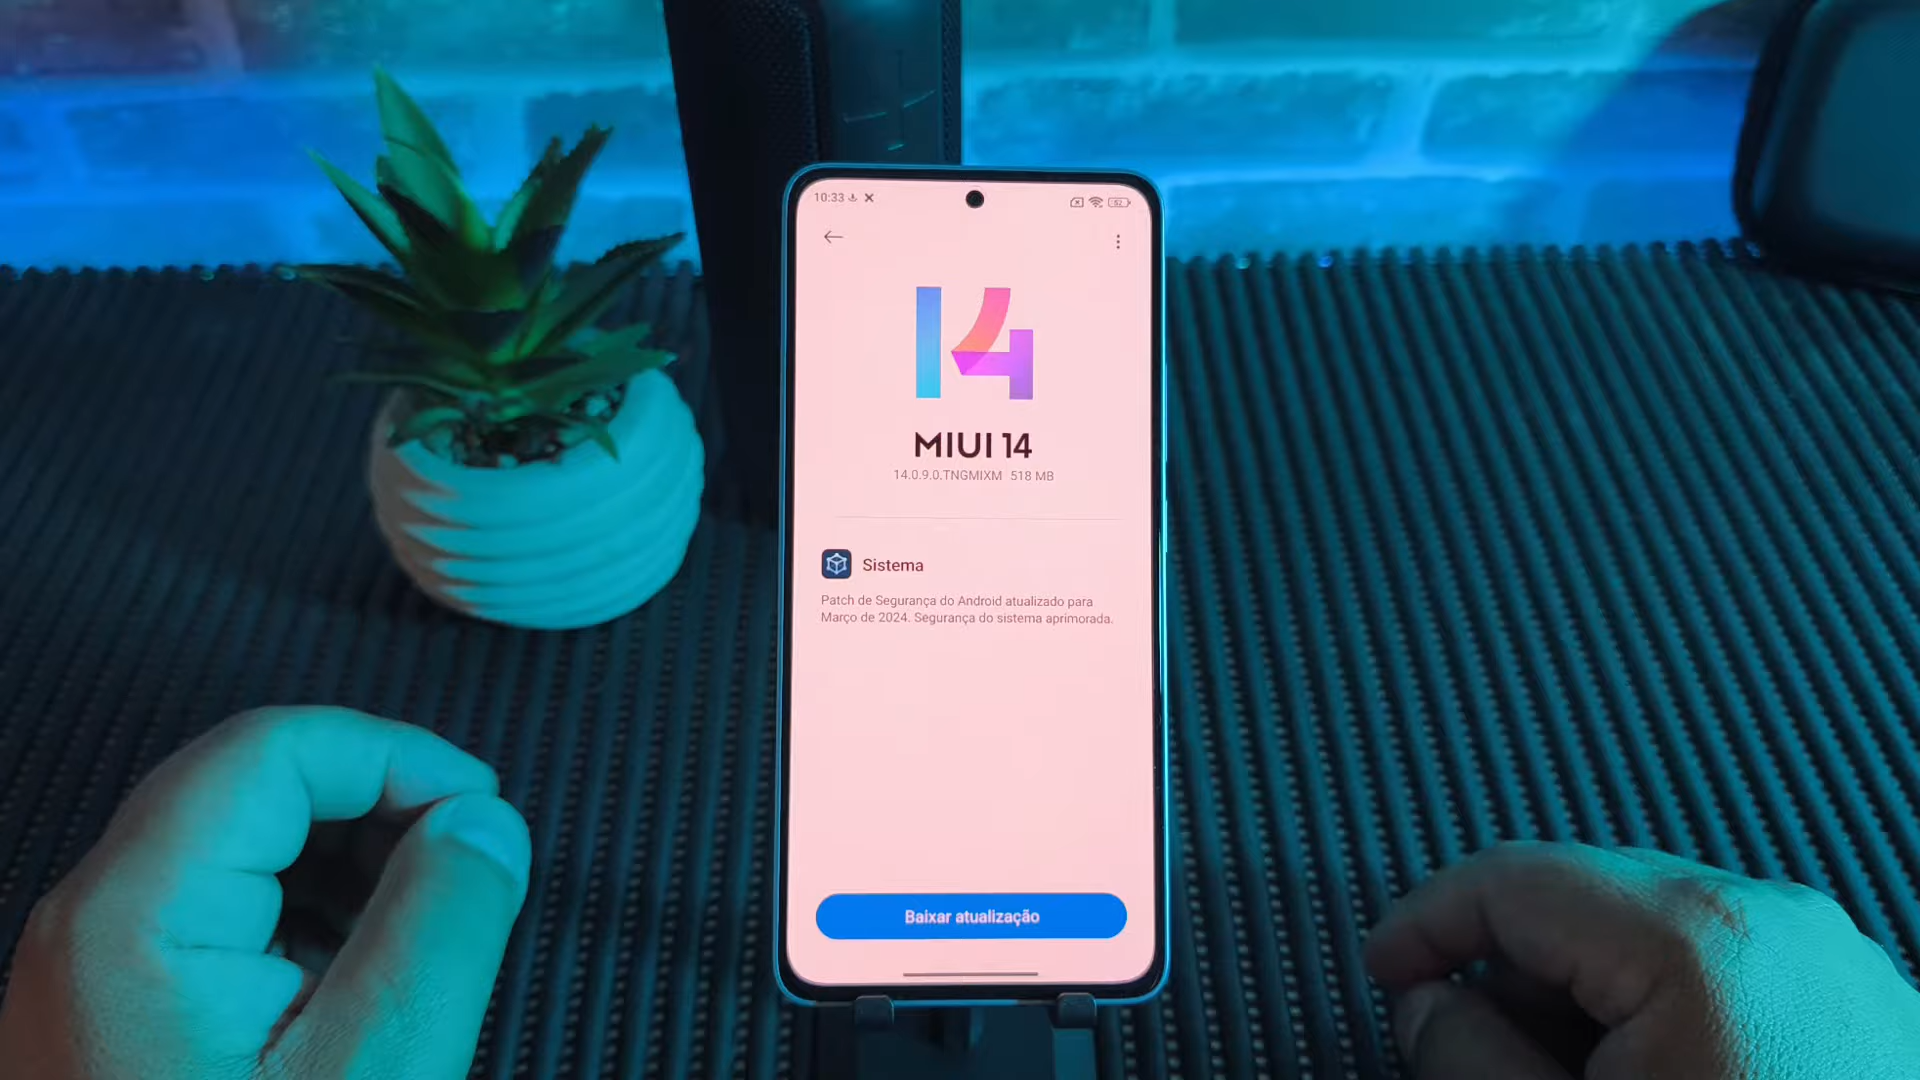 10:33
62
14
MIUI 14
14.0.9.0.TNGMIXM 518 MB
Sistema
Patch de Segurança do Android atualizado para
Março de 2024. Segurança do sistema aprimorada.
Baixar atualização